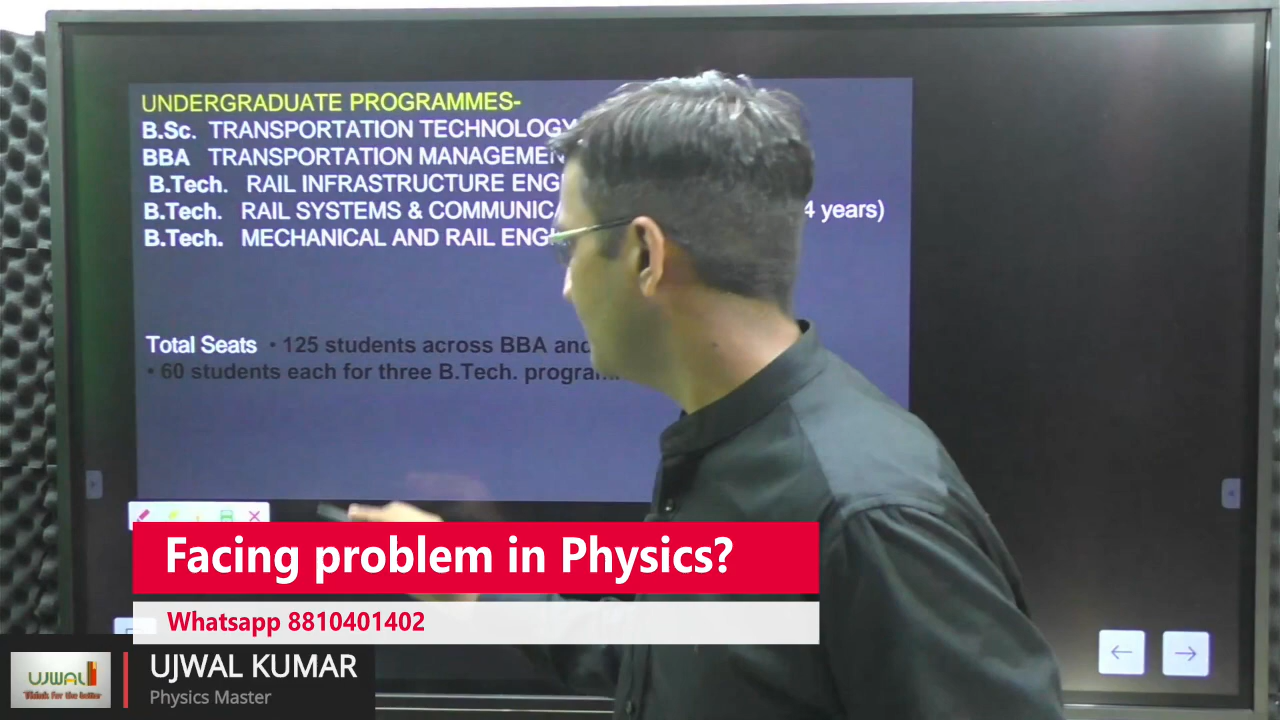 UNDERGRADUATE PROGRAMMES-
B.Sc. TRANSPORTATION TECHNOLOGY
BBA TRANSPORTATION MANAGEMEN
B.Tech. RAIL INFRASTRUCTURE ENG
B.Tech. RAIL SYSTEMS & COMMUNICA 4 years)
B.Tech. MECHANICAL AND RAIL ENG
Total Seats • 125 students across BBA and
• 60 students each for three B.Tech.
Facing problem in Physics?
Whatsapp 8810401402
UJWAL
Think for the better
UJWAL KUMAR
Physics Master